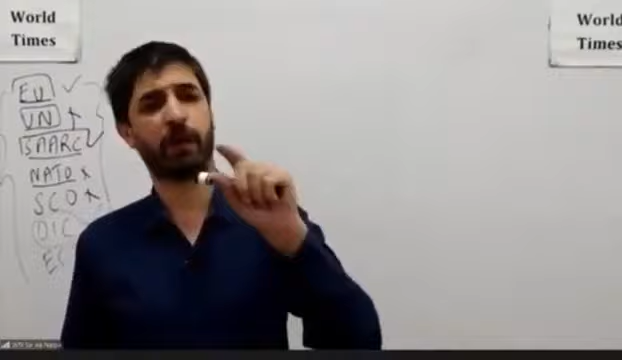 World
Times
World
Times
EU
UN
SAARC
NATO
SCO
OIC